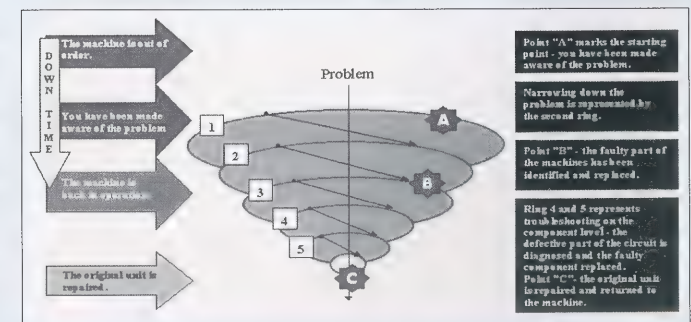 DOWN TIME
The machine is out of
order.
You have been made
aware of the problem
The machine is
back in operation.
The original unit is
repaired.
Problem
1
2
3
4
5
A
B
C
Point "A" marks the starting
point - you have been made
aware of the problem.
Narrowing down the
problem is represented by
the second ring.
Point "B" - the faulty part of
the machines has been
identified and replaced.
Ring 4 and 5 represents
troubleshooting on the
component level - the
defective part of the circuit is
diagnosed and the faulty
component replaced.
Point "C" - the original unit
is repaired and returned to
the machine.